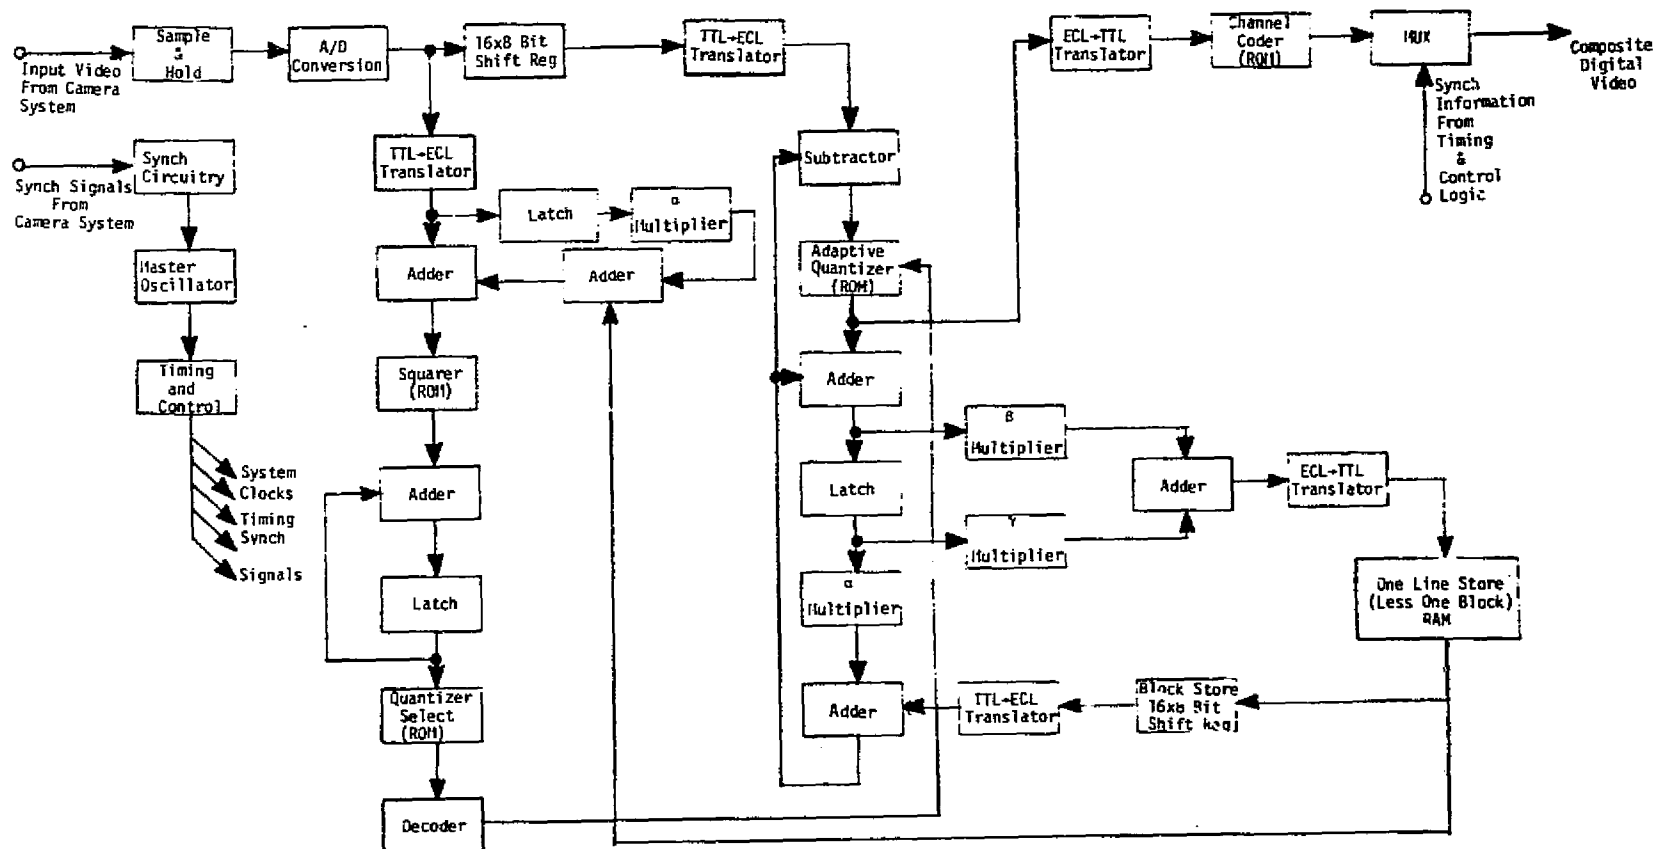 Input Video
From Camera
System
Sample
&
Hold
A/D
Conversion
16x8 Bit
Shift Reg
TTL→ECL
Translator
ECL→TTL
Translator
Channel
Coder
(ROM)
MUX
Composite
Digital
Video
Synch
Information
From
Timing
&
Control
Logic
Synch Signals
From
Camera System
Synch
Circuitry
Master
Oscillator
Timing
and
Control
System
Clocks
Timing
Synch
Signals
TTL→ECL
Translator
Latch
α
Multiplier
Adder
Adder
Squarer
(ROM)
Adder
Latch
Quantizer
Select
(ROM)
Decoder
Subtractor
Adaptive
Quantizer
(ROM)
Adder
Latch
α
Multiplier
Adder
β
Multiplier
γ
Multiplier
Adder
ECL→TTL
Translator
One Line Store
(Less One Block)
RAM
Block Store
16x8 Bit
Shift Reg
TTL→ECL
Translator